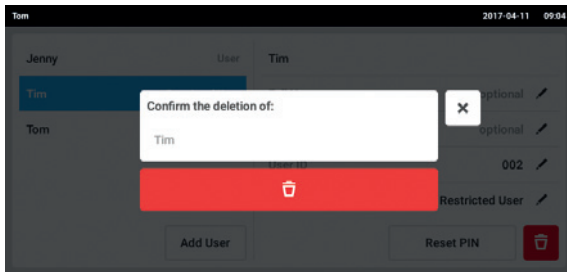 Tom 2017-04-11 09:04
Jenny User Tim
Tim
optional
Confirm the deletion of:
Tom optional
Tim
User ID 002
Restricted User
Add User Reset PIN